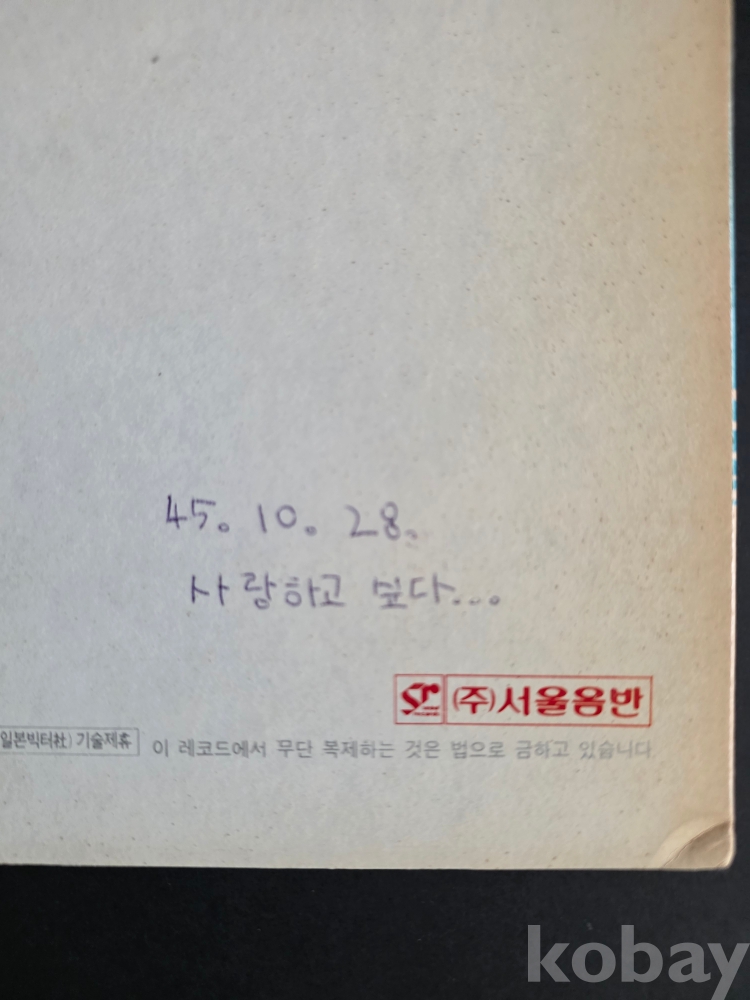 45. 10. 28.
사랑하고 싶다...
Sr (주)서울음반
일본빅터社) 기술제휴
이 레코드에서 무단 복제하는 것은 법으로 금하고 있습니다
kobay